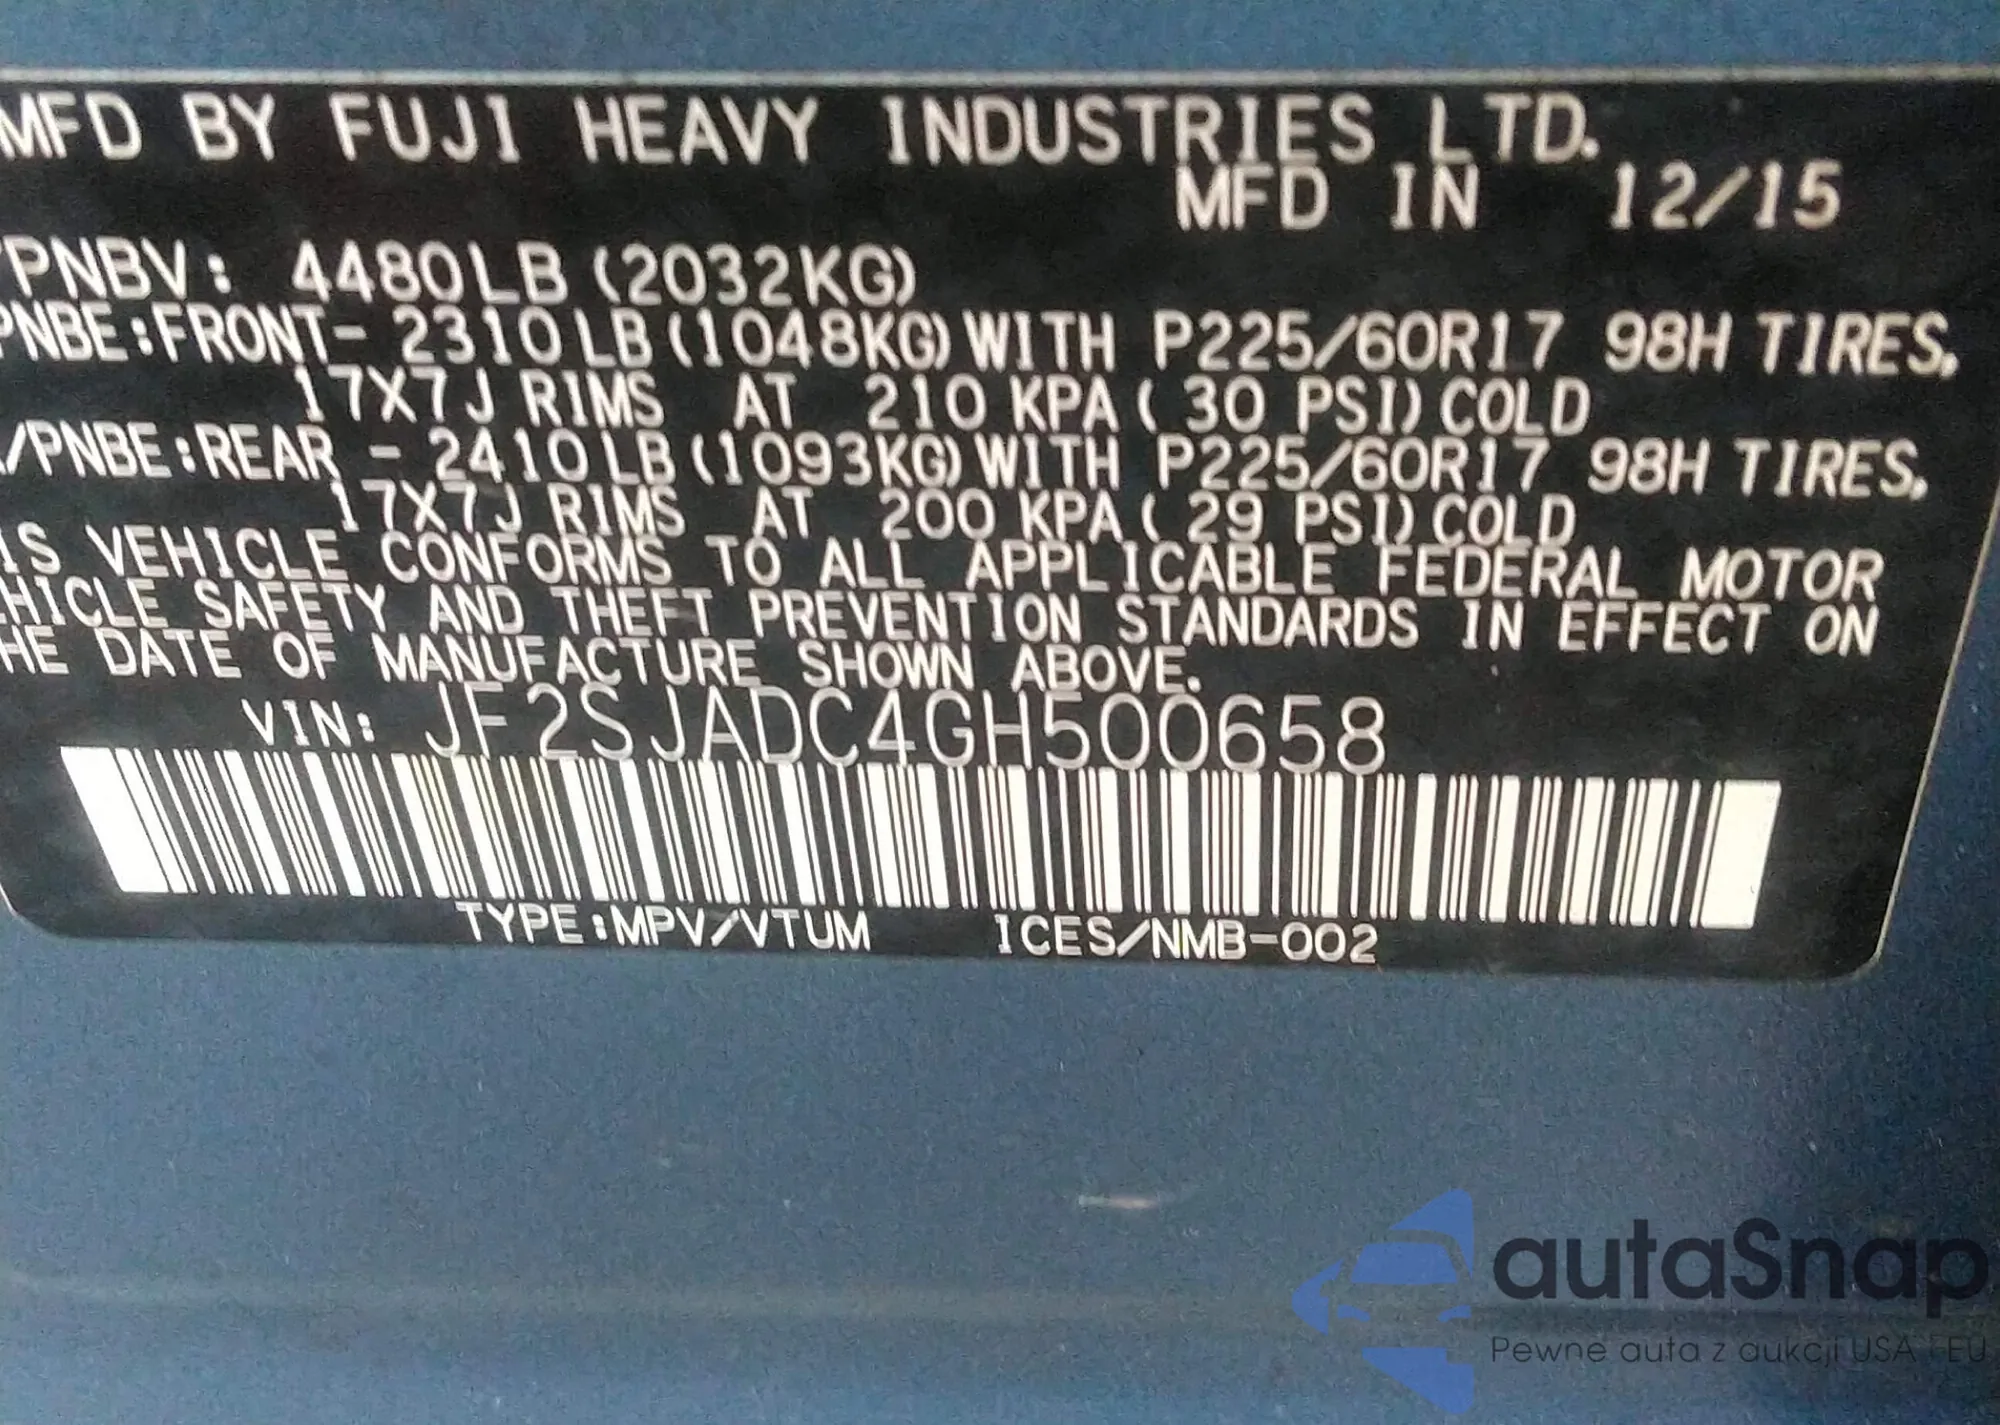 MFD BY FUJI HEAVY INDUSTRIES LTD.
MFD IN 12/15
PNBV: 4480LB (2032KG)
PNBE:FRONT- 2310LB(1048KG)WITH P225/60R17 98H TIRES,
17X7J RIMS AT 210 KPA( 30 PSI)COLD
/PNBE:REAR - 2410LB(1093KG)WITH P225/60R17 98H TIRES,
17X7J RIMS AT 200 KPA( 29 PSI)COLD
IS VEHICLE CONFORMS TO ALL APPLICABLE FEDERAL MOTOR
HICLE SAFETY AND THEFT PREVENTION STANDARDS IN EFFECT ON
HE DATE OF MANUFACTURE SHOWN ABOVE.
VIN: JF2SJADC4GH500658
TYPE:MPV/VTUM ICES/NMB-002
autaSnap
Pewne auta z aukcji USA i EU